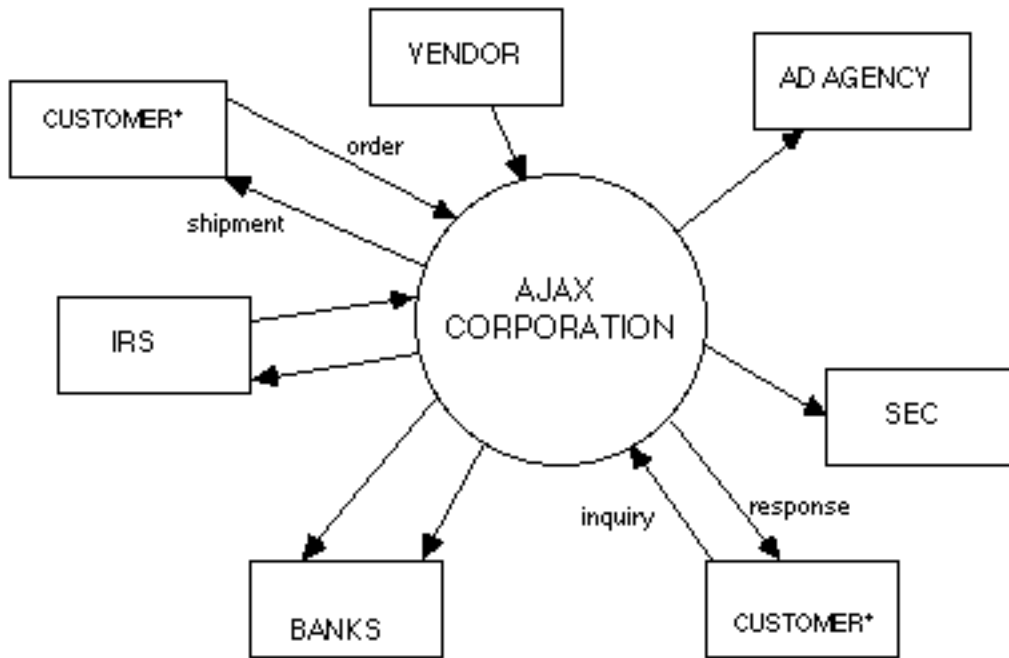 VENDOR
AD AGENCY
CUSTOMER*
order
shipment
AJAX
CORPORATION
IRS
SEC
inquiry
response
BANKS
CUSTOMER*